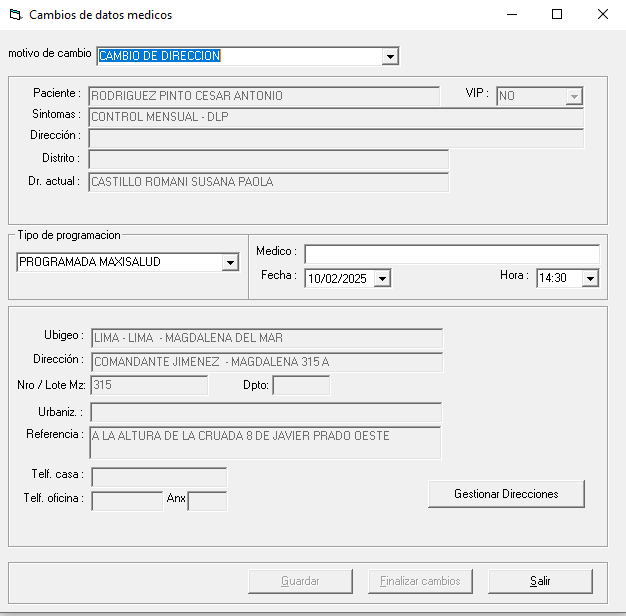 Cambios de datos medicos
motivo de cambio CAMBIO DE DIRECCION
Paciente : RODRIGUEZ PINTO CESAR ANTONIO VIP : NO
Sintomas : CONTROL MENSUAL - DLP
Dirección :
Distrito :
Dr. actual : CASTILLO ROMANI SUSANA PAOLA
Tipo de programacion
PROGRAMADA MAXISALUD
Medico :
Fecha : 10/02/2025 Hora : 14:30
Ubigeo : LIMA - LIMA - MAGDALENA DEL MAR
Dirección : COMANDANTE JIMENEZ - MAGDALENA 315 A
Nro / Lote Mz: 315 Dpto:
Urbaniz. :
Referencia : A LA ALTURA DE LA CRUADA 8 DE JAVIER PRADO OESTE
Telf. casa :
Telf. oficina : Anx
Gestionar Direcciones
Guardar Finalizar cambios Salir